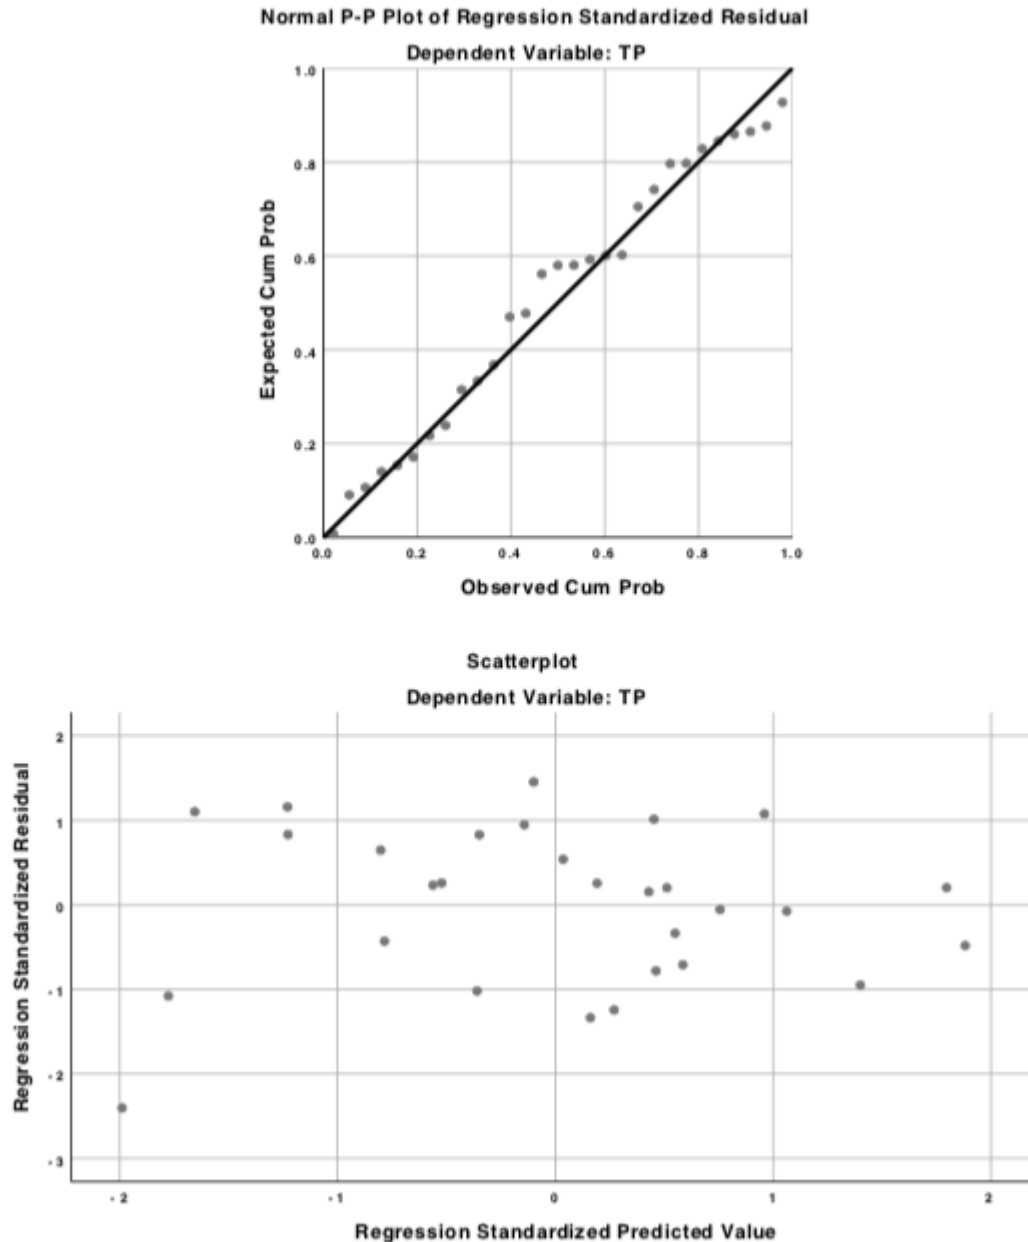 Normal P-P Plot of Regression Standardized Residual
Dependent Variable: TP
1.0
0.8
0.6
0.4
0.2
0.0
Expected Cum Prob
0.0 0.2 0.4 0.6 0.8 1.0
Observed Cum Prob
Scatterplot
Dependent Variable: TP
2
1
0
-1
-2
-3
Regression Standardized Residual
-2 -1 0 1 2
Regression Standardized Predicted Value